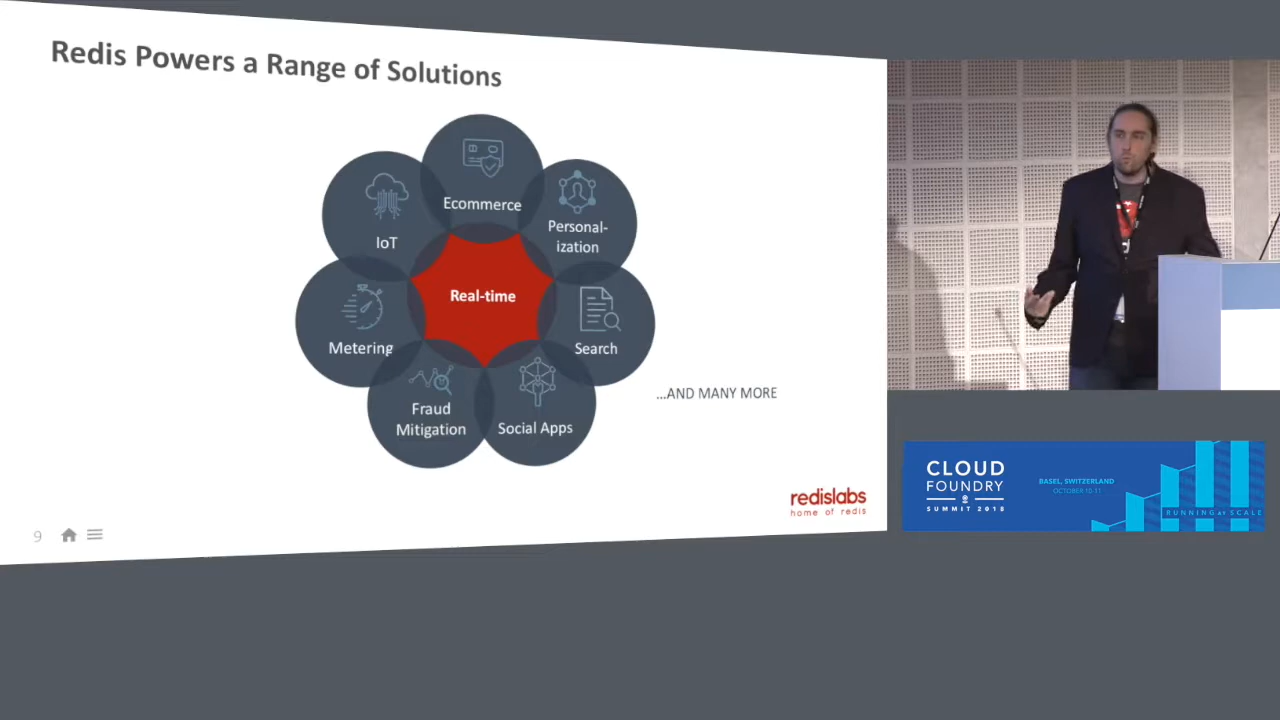 Redis Powers a Range of Solutions
Ecommerce
Personal-
ization
IoT
Real-time
Metering
Search
Fraud
Mitigation
Social Apps
...AND MANY MORE
redislabs
home of redis
9
CLOUD
FOUNDRY
SUMMIT 2018
BASEL, SWITZERLAND
OCTOBER 10-11
RUNNING AT SCALE